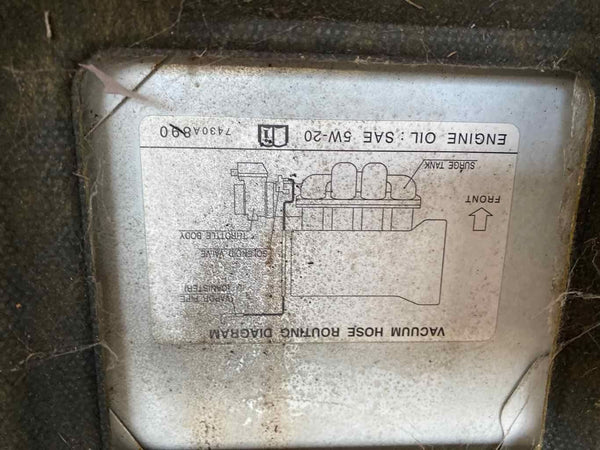 VACUUM HOSE ROUTING DIAGRAM
FRONT
(VAPOR PIPE
CANISTER)
SOLENOID VALVE
THROTTLE BODY
SURGE TANK
ENGINE OIL : SAE 5W-20
7430A890